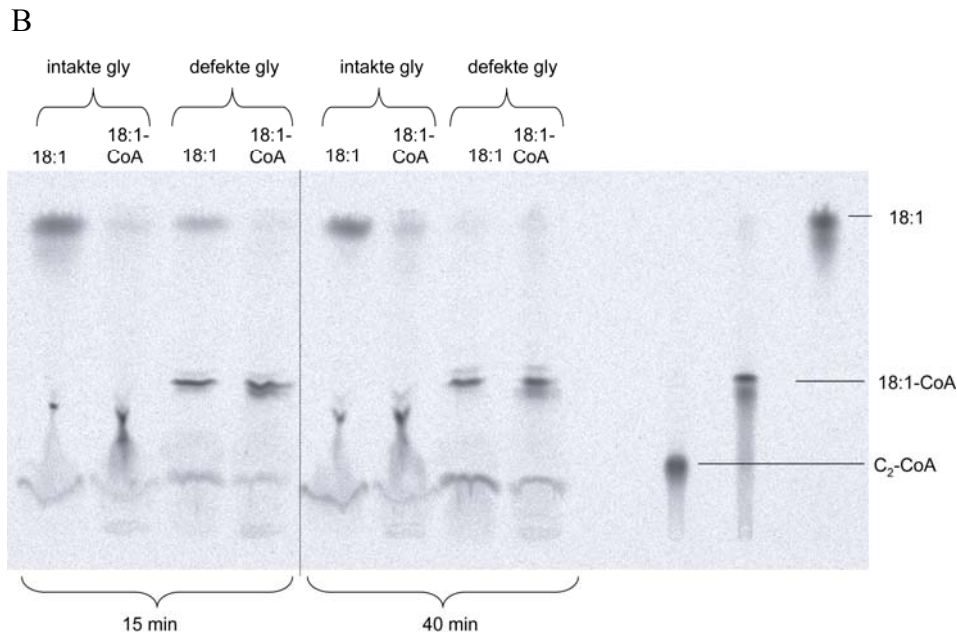 B
intakte gly defekte gly intakte gly defekte gly
18:1 18:1-CoA 18:1 18:1-CoA 18:1 18:1-CoA 18:1 18:1-CoA
18:1
18:1-CoA
C₂-CoA
15 min 40 min